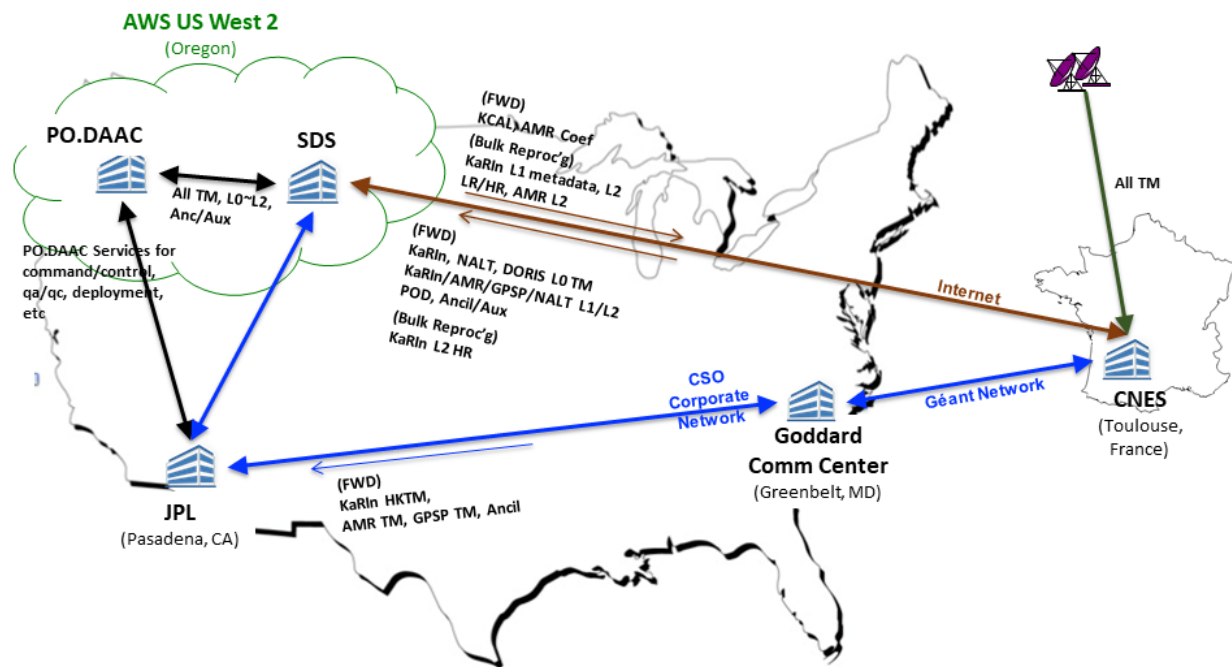 AWS US West 2
(Oregon)
PO.DAAC
SDS
All TM, L0~L2,
Anc/Aux
PO.DAAC Services for
command/control,
qa/qc, deployment,
etc
(FWD)
KCAL, AMR Coef
(Bulk Reproc'g)
KaRIn L1 metadata, L2
LR/HR, AMR L2
(FWD)
KaRIn, NALT, DORIS L0 TM
KaRIn/AMR/GPSP/NALT L1/L2
POD, Ancil/Aux
(Bulk Reproc'g)
KaRIn L2 HR
All TM
Internet
CSO
Corporate
Network
Géant Network
CNES
(Toulouse,
France)
Goddard
Comm Center
(Greenbelt, MD)
JPL
(Pasadena, CA)
(FWD)
KaRIn HKTM,
AMR TM, GPSP TM, Ancil